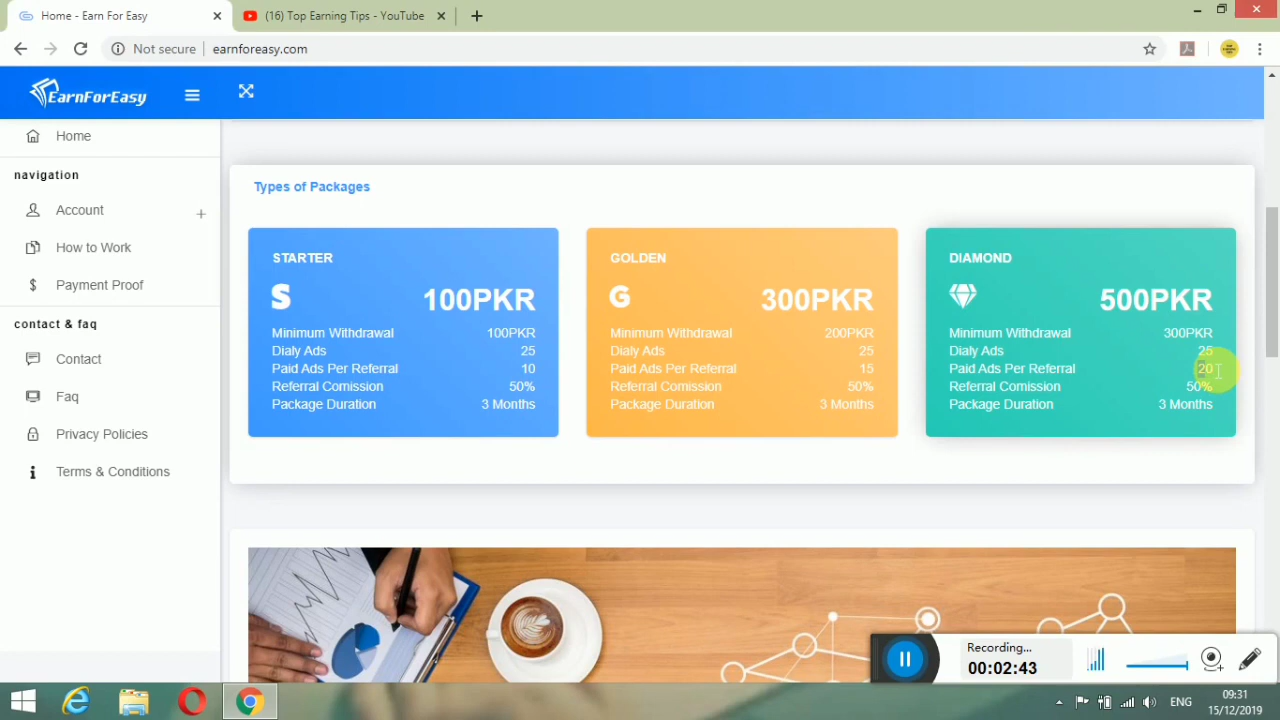 Home - Earn For Easy
(16) Top Earning Tips - YouTube
Not secure
earnforeasy.com
EarnForEasy
Home
navigation
Account
How to Work
Payment Proof
contact & faq
Contact
Faq
Privacy Policies
Terms & Conditions
Types of Packages
STARTER
S 100PKR
Minimum Withdrawal 100PKR
Dialy Ads 25
Paid Ads Per Referral 10
Referral Comission 50%
Package Duration 3 Months
GOLDEN
G 300PKR
Minimum Withdrawal 200PKR
Dialy Ads 25
Paid Ads Per Referral 15
Referral Comission 50%
Package Duration 3 Months
DIAMOND
500PKR
Minimum Withdrawal 300PKR
Dialy Ads 25
Paid Ads Per Referral 20
Referral Comission 50%
Package Duration 3 Months
Recording...
00:02:43
ENG
09:31
15/12/2019